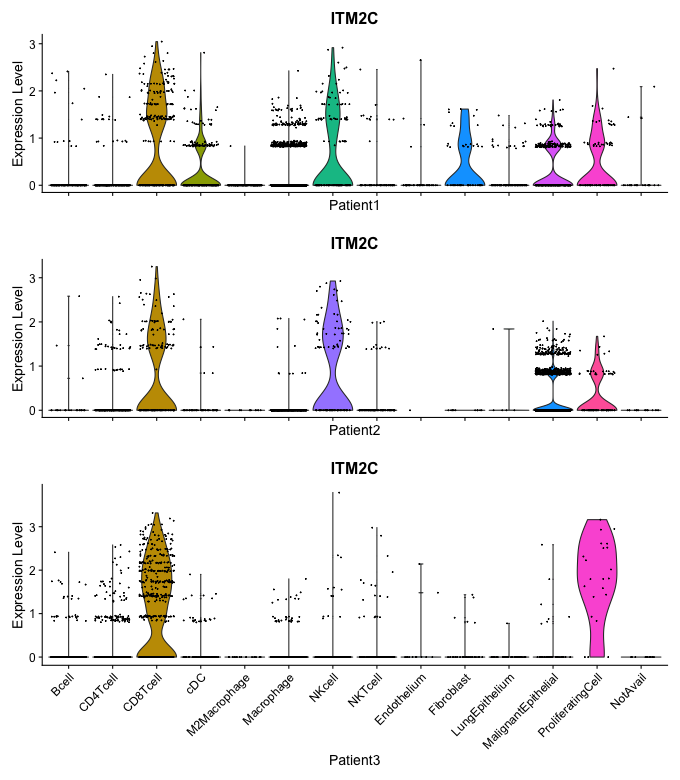 ITM2C
Expression Level
3
2
1
0
Patient1
ITM2C
Expression Level
3
2
1
0
Patient2
ITM2C
Expression Level
3
2
1
0
Bcell
CD4Tcell
CD8Tcell
cDC
M2Macrophage
Macrophage
NKcell
NKTcell
Endothelium
Fibroblast
LungEpithelium
MalignantEpithelial
ProliferatingCell
NotAvail
Patient3